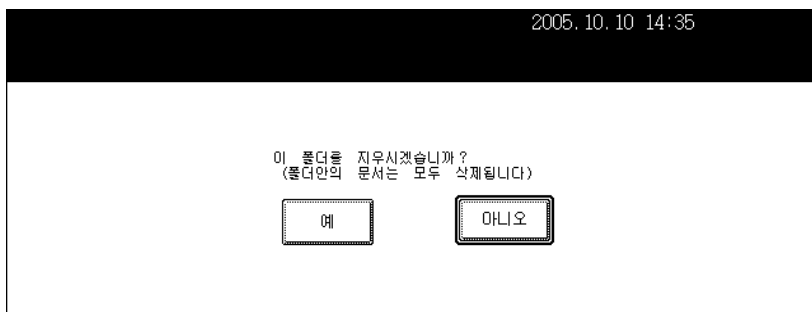 2005.10.10 14:35
이 폴더를 지우시겠습니까?
(폴더안의 문서는 모두 삭제됩니다)
예 아니오